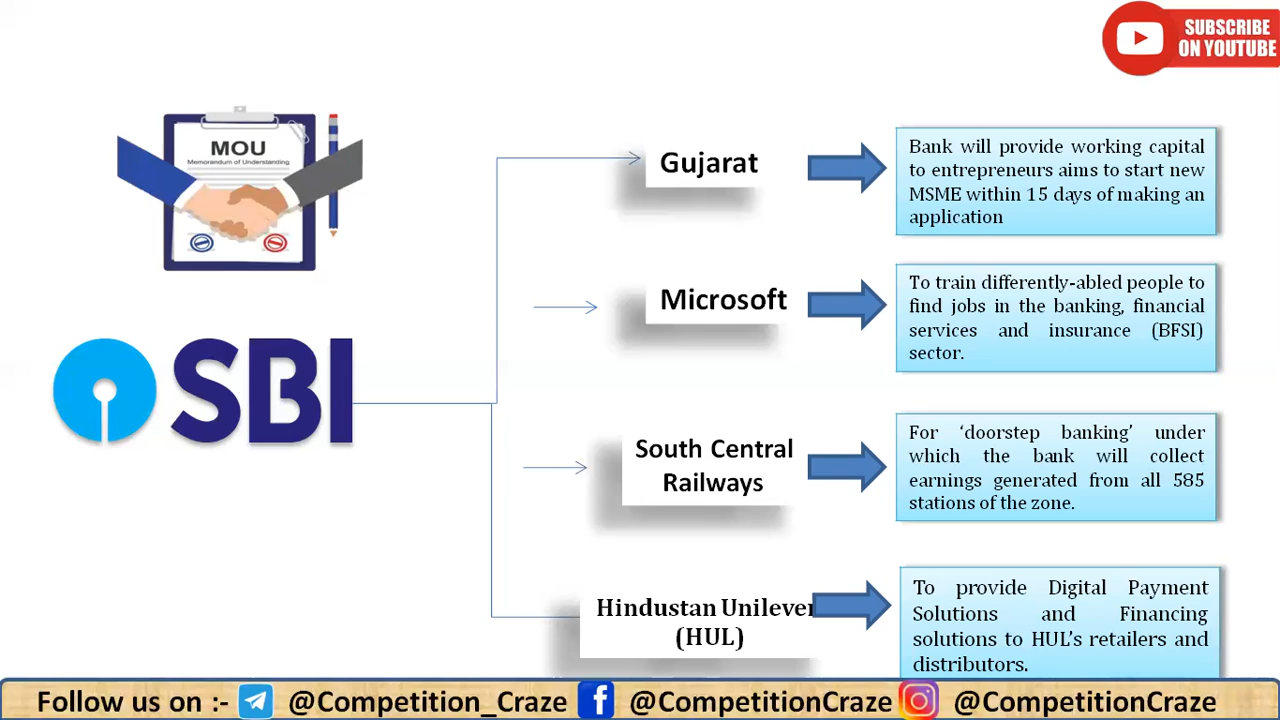 SUBSCRIBE
ON YOUTUBE
MOU
Memorandum of Understanding
SBI
Gujarat
Bank will provide working capital
to entrepreneurs aims to start new
MSME within 15 days of making an
application
Microsoft
To train differently-abled people to
find jobs in the banking, financial
services and insurance (BFSI)
sector.
South Central
Railways
For ‘doorstep banking’ under
which the bank will collect
earnings generated from all 585
stations of the zone.
Hindustan Unilever
(HUL)
To provide Digital Payment
Solutions and Financing
solutions to HUL’s retailers and
distributors.
Follow us on :- @Competition_Craze @CompetitionCraze @CompetitionCraze